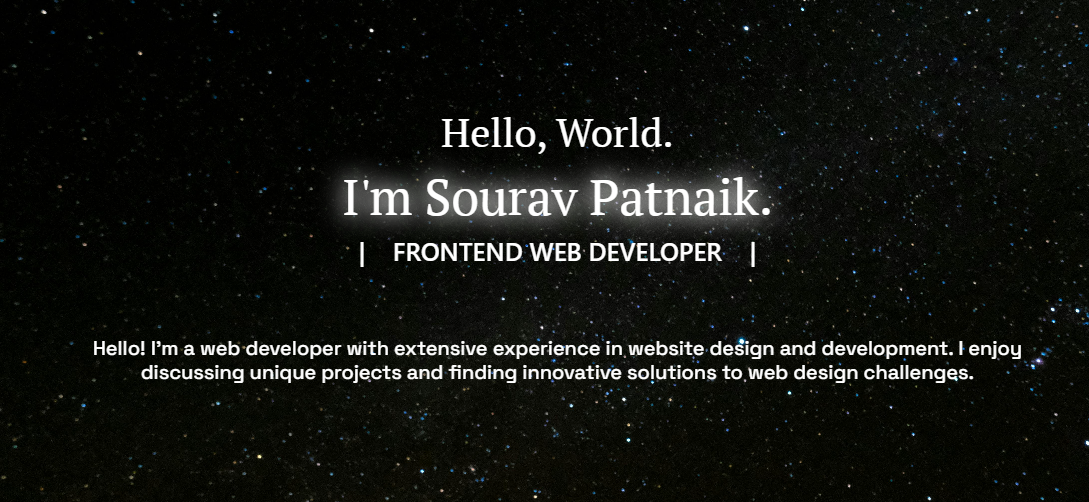 Hello, World.
I'm Sourav Patnaik.
| FRONTEND WEB DEVELOPER |
Hello! I'm a web developer with extensive experience in website design and development. I enjoy
discussing unique projects and finding innovative solutions to web design challenges.